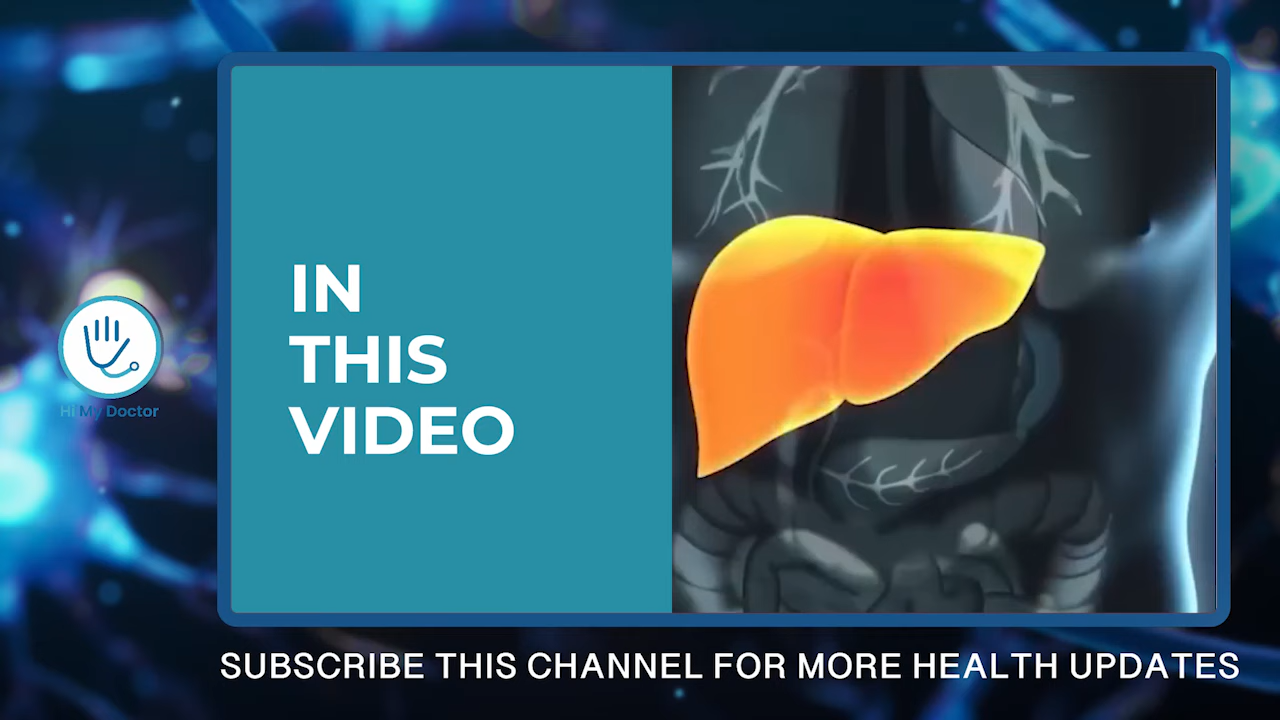 IN
THIS
VIDEO
Hi My Doctor
SUBSCRIBE THIS CHANNEL FOR MORE HEALTH UPDATES